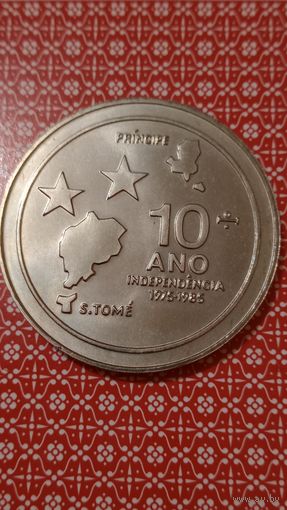 PRÍNCIPE
10
ANO
INDEPENDÊNCIA
1975-1985
S.TOMÉ